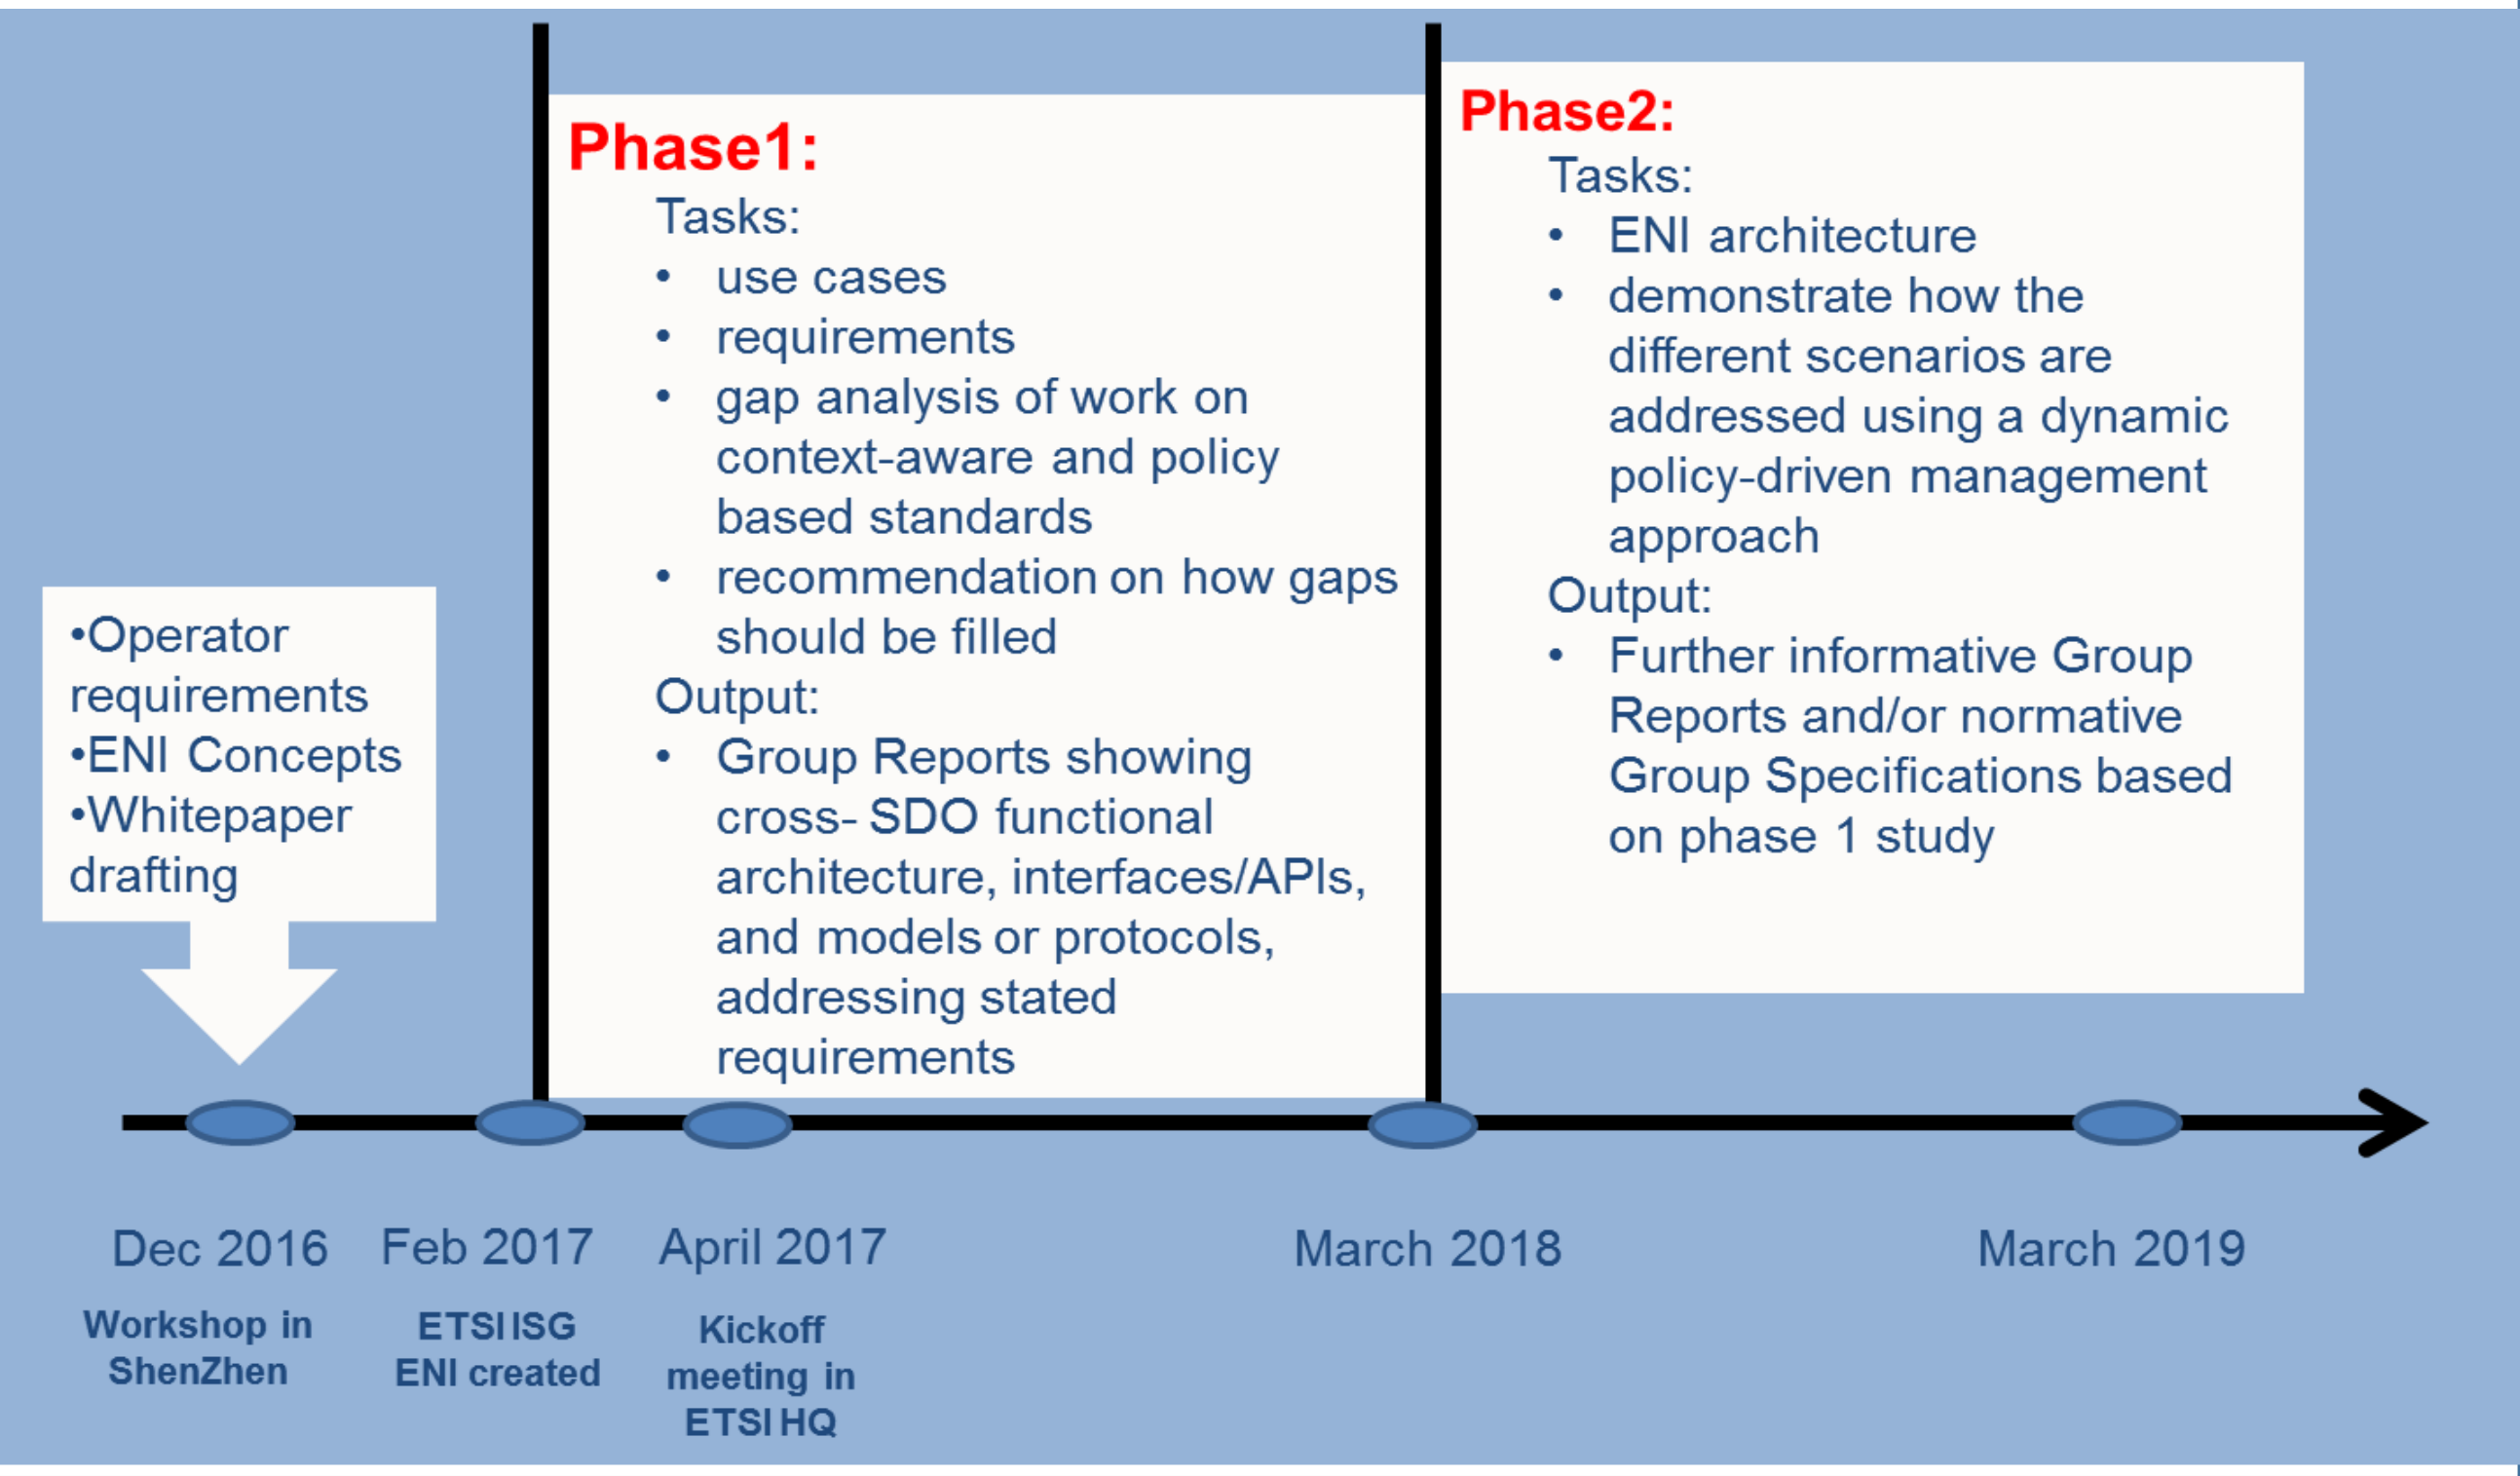 •Operator
requirements
•ENI Concepts
•Whitepaper
drafting
Phase1:
Tasks:
• use cases
• requirements
• gap analysis of work on
context-aware and policy
based standards
• recommendation on how gaps
should be filled
Output:
• Group Reports showing
cross- SDO functional
architecture, interfaces/APIs,
and models or protocols,
addressing stated
requirements
Phase2:
Tasks:
• ENI architecture
• demonstrate how the
different scenarios are
addressed using a dynamic
policy-driven management
approach
Output:
• Further informative Group
Reports and/or normative
Group Specifications based
on phase 1 study
Dec 2016
Workshop in
ShenZhen
Feb 2017
ETSI ISG
ENI created
April 2017
Kickoff
meeting in
ETSI HQ
March 2018
March 2019